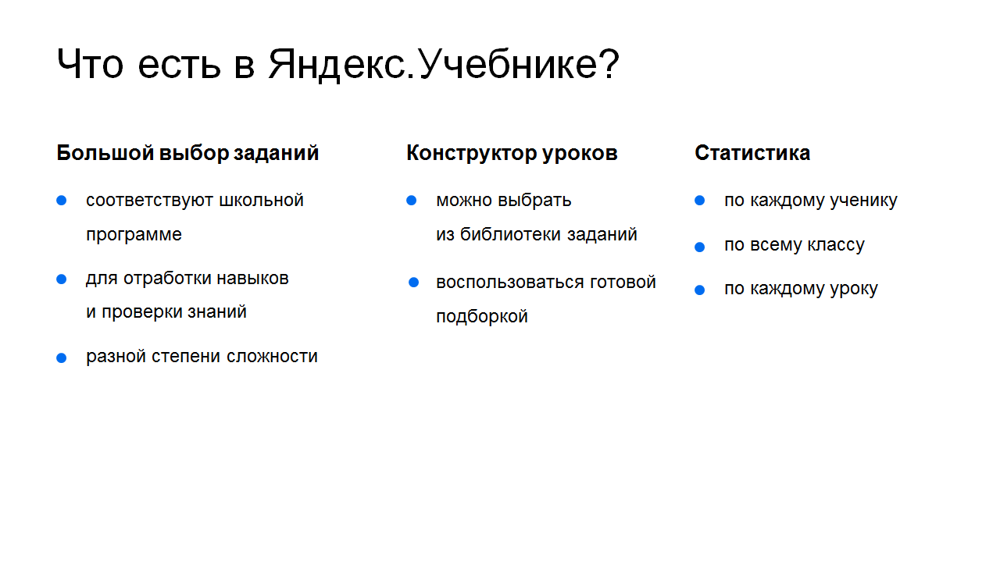 Что есть в Яндекс.Учебнике?
Большой выбор заданий
соответствуют школьной
программе
для отработки навыков
и проверки знаний
разной степени сложности
Конструктор уроков
можно выбрать
из библиотеки заданий
воспользоваться готовой
подборкой
Статистика
по каждому ученику
по всему классу
по каждому уроку